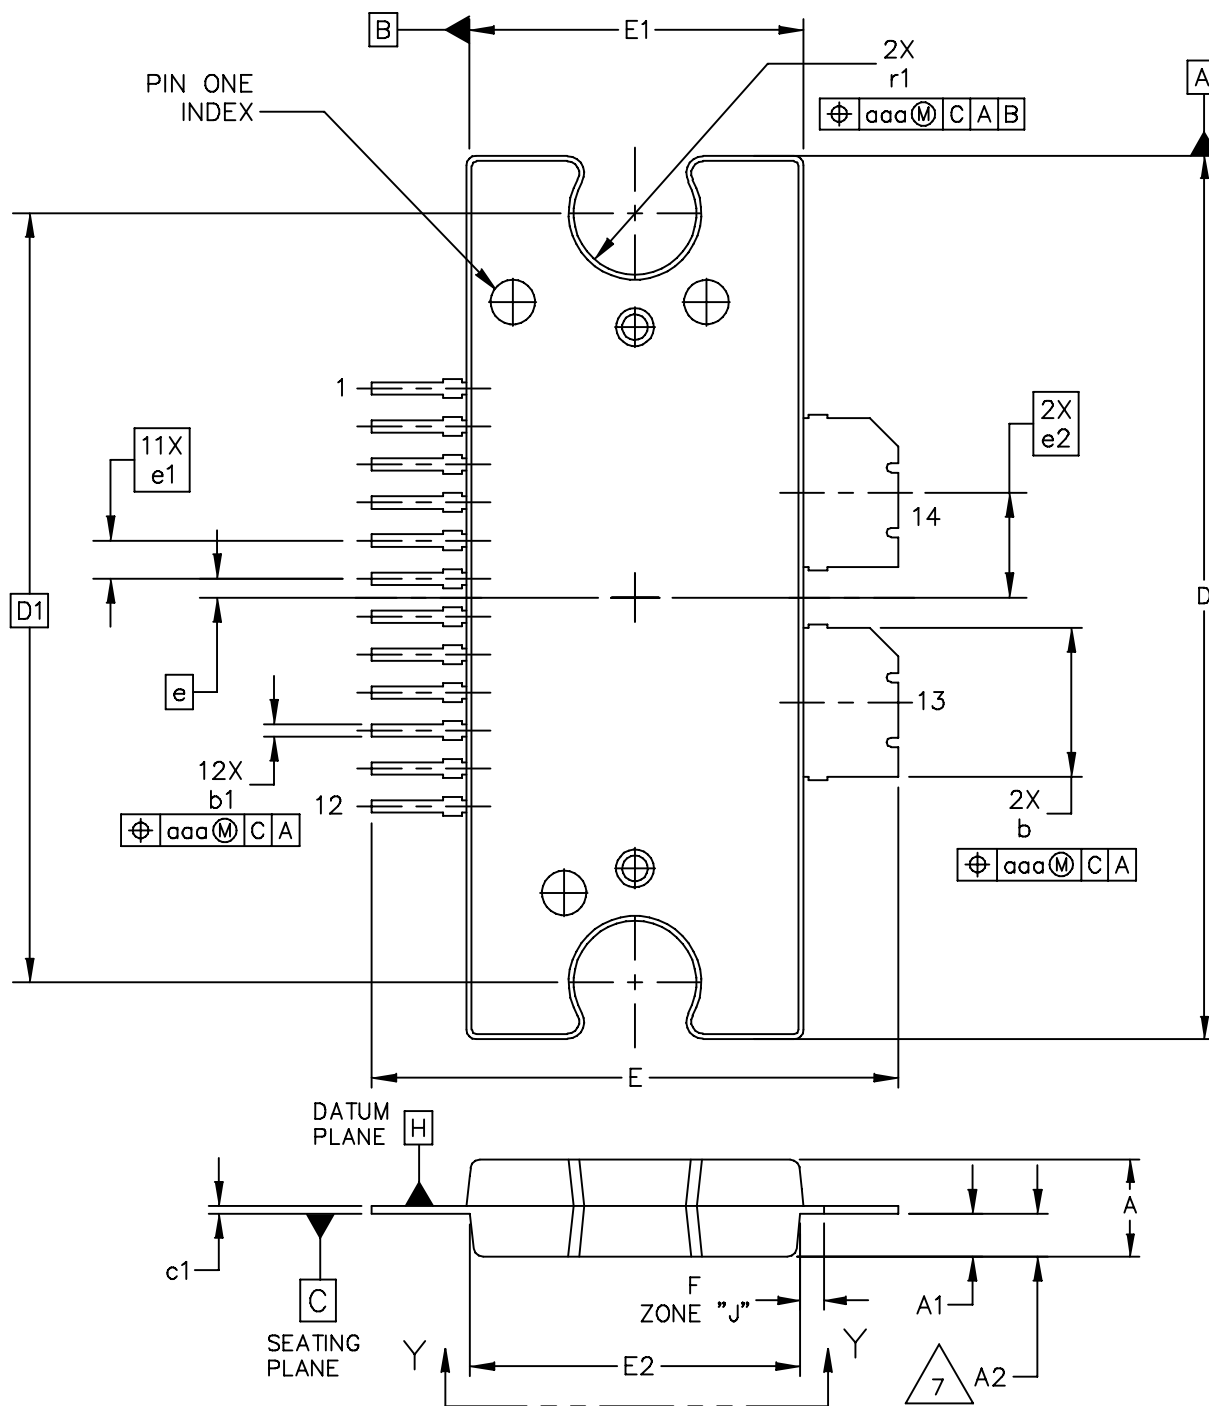 B
E1
2X
r1
⌖ aaa Ⓜ C A B
A
PIN ONE
INDEX
1
11X
e1
2X
e2
14
D1
D
e
13
12X
b1
⌖ aaa Ⓜ C A
12
2X
b
⌖ aaa Ⓜ C A
E
DATUM
PLANE
H
A
c1
C
SEATING
PLANE
F
ZONE "J"
A1
Y
Y
E2
7
A2